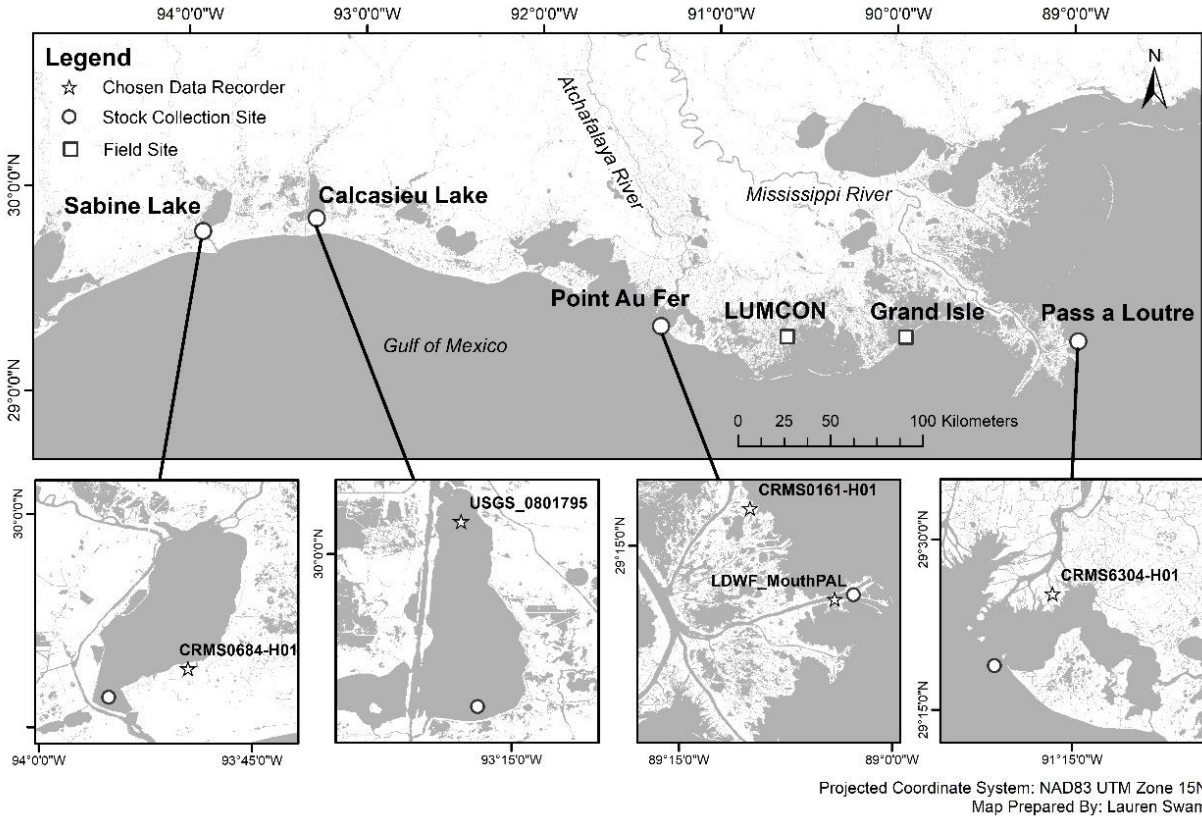 94°0'0"W 93°0'0"W 92°0'0"W 91°0'0"W 90°0'0"W 89°0'0"W
Legend
Chosen Data Recorder
Stock Collection Site
Field Site
N
Atchafalaya River
Mississippi River
30°0'0"N
Sabine Lake
Calcasieu Lake
Point Au Fer
LUMCON
Grand Isle
Pass a Loutre
Gulf of Mexico
29°0'0"N
0 25 50 100 Kilometers
30°0'0"N
CRMS0684-H01
94°0'0"W 93°45'0"W
30°0'0"N
USGS_0801795
93°15'0"W
29°15'0"N
CRMS0161-H01
LDWF_MouthPAL
89°15'0"W 89°0'0"W
29°30'0"N
CRMS6304-H01
29°15'0"N
91°15'0"W
Projected Coordinate System: NAD83 UTM Zone 15N
Map Prepared By: Lauren Swam